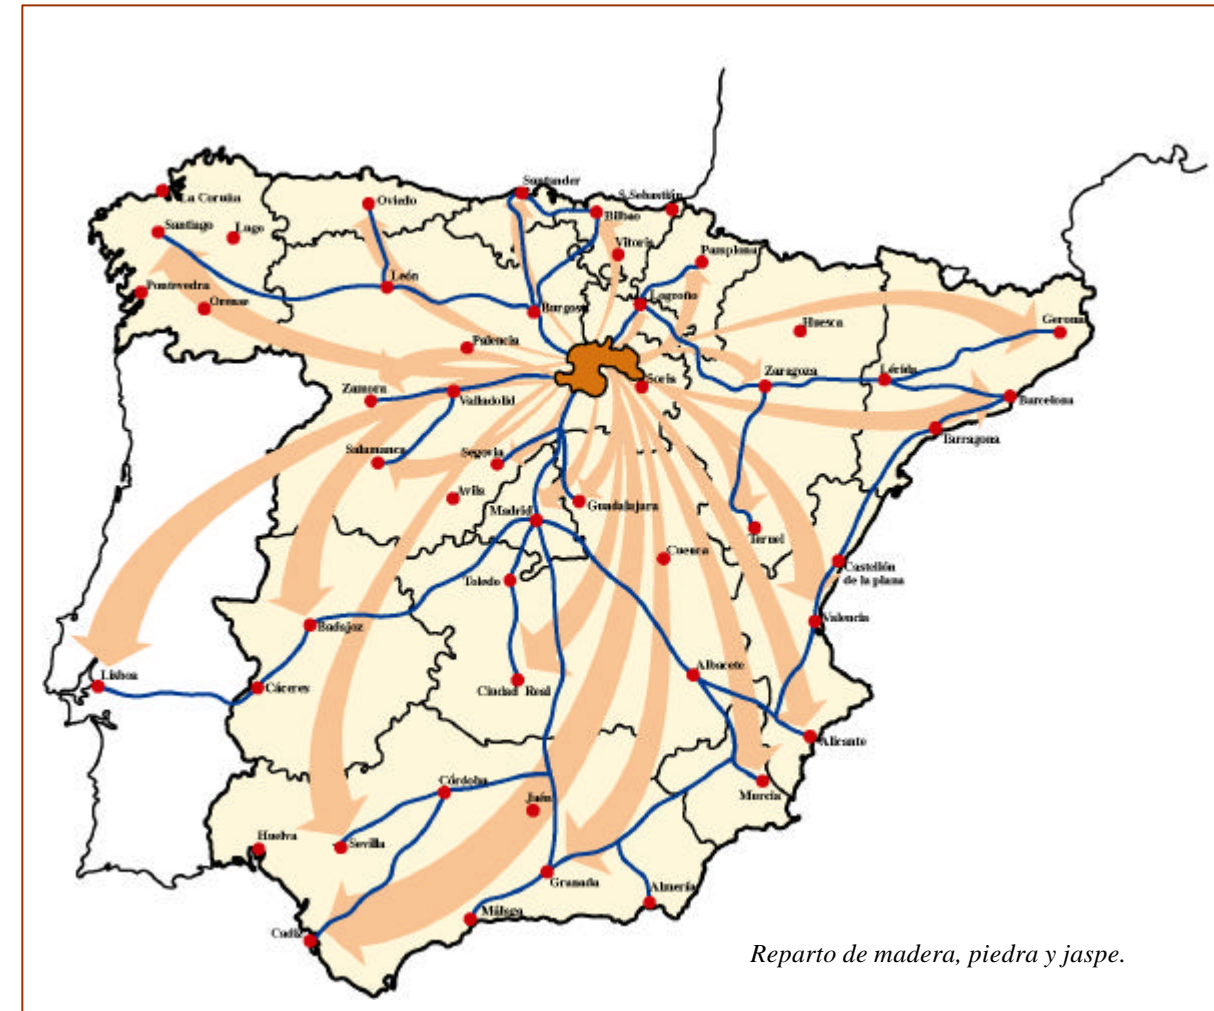 Santander
S.Sebastián
La Coruña
Oviedo
Bilbao
Santiago
Lugo
Vitoria
Pamplona
León
Pontevedra
Orense
Burgos
Logroño
Huesca
Gerona
Palencia
Zamora
Valladolid
Soria
Zaragoza
Lérida
Barcelona
Tarragona
Salamanca
Segovia
Avila
Madrid
Guadalajara
Teruel
Cuenca
Castellón
de la plana
Toledo
Badajoz
Valencia
Lisboa
Cáceres
Ciudad Real
Albacete
Alicante
Córdoba
Jaén
Murcia
Huelva
Sevilla
Granada
Almería
Málaga
Cadiz
Reparto de madera, piedra y jaspe.